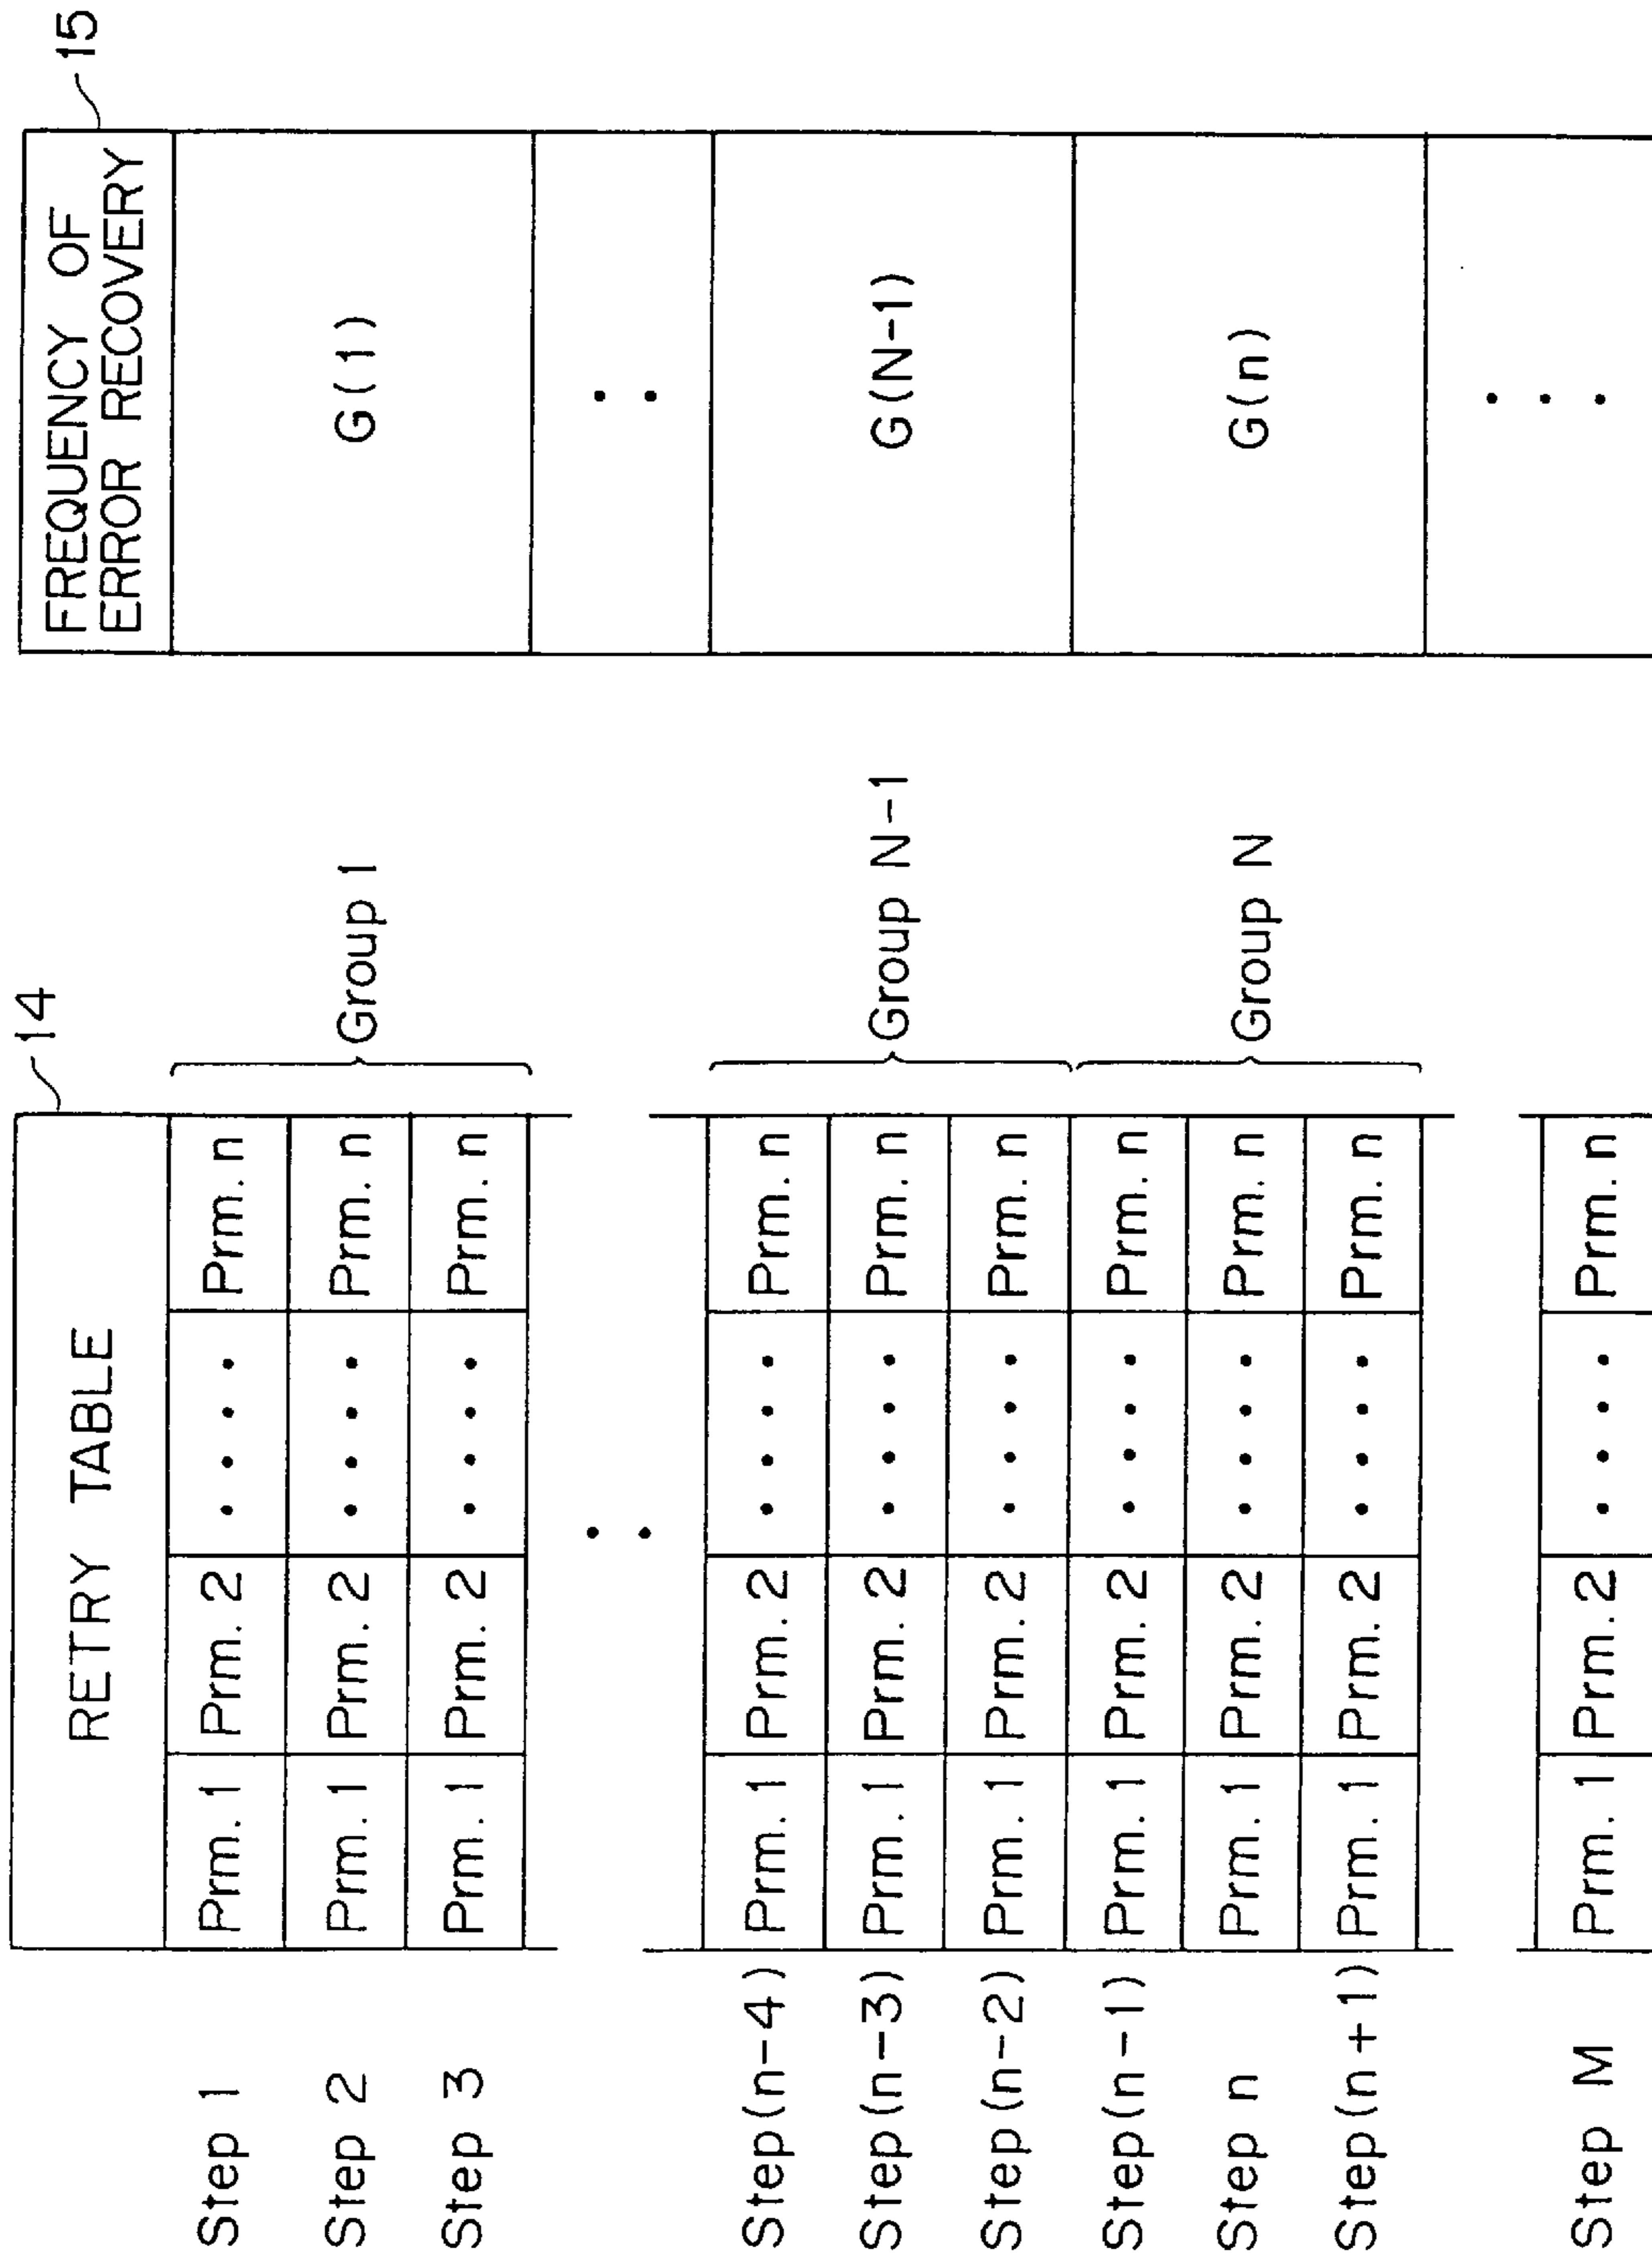 RETRY TABLE
14
Step 1 Prm. 1 Prm. 2 . . . . Prm. n
Step 2 Prm. 1 Prm. 2 . . . . Prm. n
Step 3 Prm. 1 Prm. 2 . . . . Prm. n
Group 1
. .
Step (n-4) Prm. 1 Prm. 2 . . . . Prm. n
Step (n-3) Prm. 1 Prm. 2 . . . . Prm. n
Step (n-2) Prm. 1 Prm. 2 . . . . Prm. n
Group N-1
Step (n-1) Prm. 1 Prm. 2 . . . . Prm. n
Step n Prm. 1 Prm. 2 . . . . Prm. n
Step (n+1) Prm. 1 Prm. 2 . . . . Prm. n
Group N
Step M Prm. 1 Prm. 2 . . . . Prm. n
FREQUENCY OF
ERROR RECOVERY
15
G(1)
. .
G(N-1)
G(n)
. . .